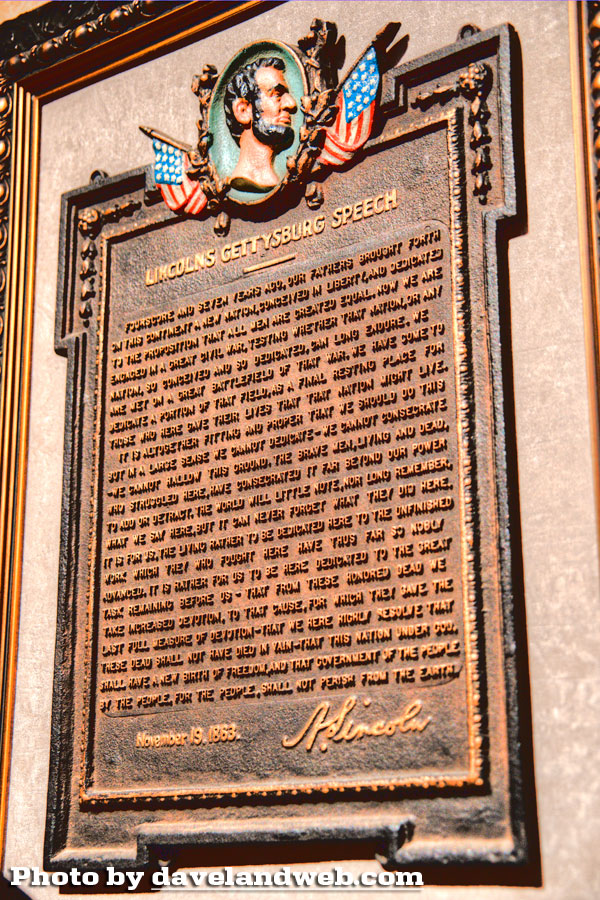 LINCOLNS GETTYSBURG SPEECH
FOURSCORE AND SEVEN YEARS AGO, OUR FATHERS BROUGHT FORTH
ON THIS CONTINENT A NEW NATION, CONCEIVED IN LIBERTY, AND DEDICATED
TO THE PROPOSITION THAT ALL MEN ARE CREATED EQUAL. NOW WE ARE
ENGAGED IN A GREAT CIVIL WAR, TESTING WHETHER THAT NATION, OR ANY
NATION, SO CONCEIVED AND SO DEDICATED, CAN LONG ENDURE. WE
ARE MET ON A GREAT BATTLEFIELD OF THAT WAR. WE HAVE COME TO
DEDICATE A PORTION OF THAT FIELD, AS A FINAL RESTING PLACE FOR
THOSE WHO HERE GAVE THEIR LIVES THAT THAT NATION MIGHT LIVE.
IT IS ALTOGETHER FITTING AND PROPER THAT WE SHOULD DO THIS
BUT IN A LARGE SENSE WE CANNOT DEDICATE-WE CANNOT CONSECRATE
-WE CANNOT HALLOW THIS GROUND. THE BRAVE MEN, LIVING AND DEAD,
WHO STRUGGLED HERE, HAVE CONSECRATED IT FAR BEYOND OUR POWER
TO ADD OR DETRACT. THE WORLD WILL LITTLE NOTE, NOR LONG REMEMBER,
WHAT WE SAY HERE, BUT IT CAN NEVER FORGET WHAT THEY DID HERE.
IT IS FOR US, THE LIVING RATHER TO BE DEDICATED HERE TO THE UNFINISHED
WORK WHICH THEY WHO FOUGHT HERE HAVE THUS FAR SO NOBLY
ADVANCED. IT IS RATHER FOR US TO BE HERE DEDICATED TO THE GREAT
TASK REMAINING BEFORE US - THAT FROM THESE HONORED DEAD WE
TAKE INCREASED DEVOTION, TO THAT CAUSE, FOR WHICH THEY GAVE THE
LAST FULL MEASURE OF DEVOTION-THAT WE HERE HIGHLY RESOLVE THAT
THESE DEAD SHALL NOT HAVE DIED IN VAIN-THAT THIS NATION UNDER GOD,
SHALL HAVE A NEW BIRTH OF FREEDOM, AND THAT GOVERNMENT OF THE PEOPLE
BY THE PEOPLE, FOR THE PEOPLE, SHALL NOT PERISH FROM THE EARTH.
November 19, 1863.
A. Lincoln
Photo by davelandweb.com